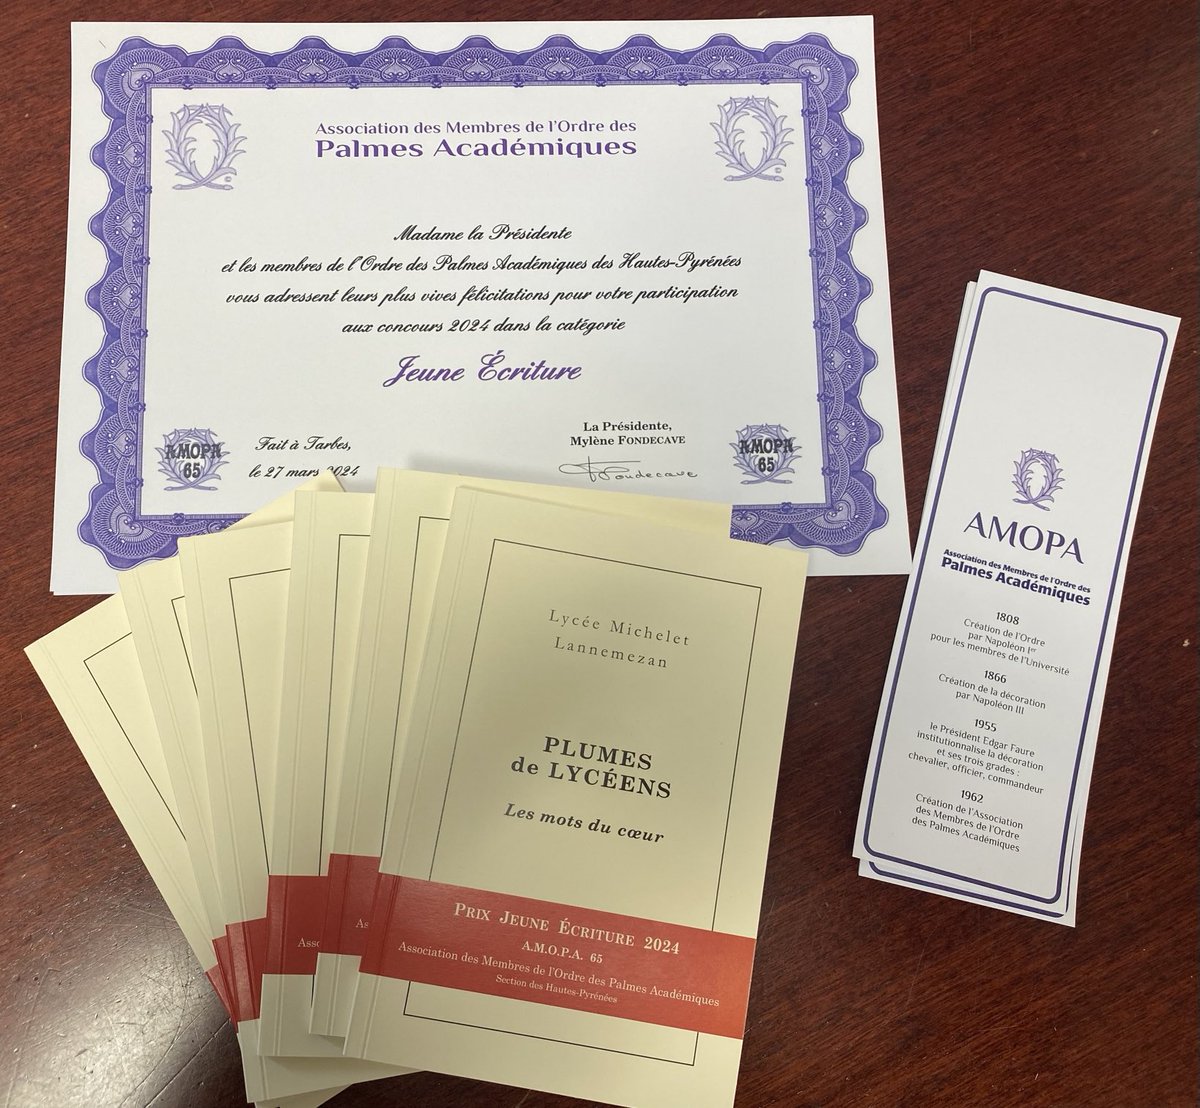 Association des Membres de l'Ordre des
Palmes Académiques
Madame la Présidente
et les membres de l'Ordre des Palmes Académiques des Hautes-Pyrénées
vous adressent leurs plus vives félicitations pour votre participation
aux concours 2024 dans la catégorie
Jeune Écriture
AMOPA
65
Fait à Tarbes,
le 27 mars 2024
La Présidente,
Mylène FONDECAVE
Fondecave
AMOPA
65
Lycée Michelet
Lannemezan
PLUMES
de LYCÉENS
Les mots du cœur
PRIX JEUNE ÉCRITURE 2024
A.M.O.P.A. 65
Association des Membres de l'Ordre des Palmes Académiques
Section des Hautes-Pyrénées
As
Asso
AMOPA
Association des Membres de l'Ordre des
Palmes Académiques
1808
Création de l'Ordre
par Napoléon Ier
pour les membres de l'Université
1866
Création de la décoration
par Napoléon III
1955
le Président Edgar Faure
institutionnalise la décoration
et ses trois grades :
chevalier, officier, commandeur
1962
Création de l'Association
des Membres de l'Ordre
des Palmes Académiques